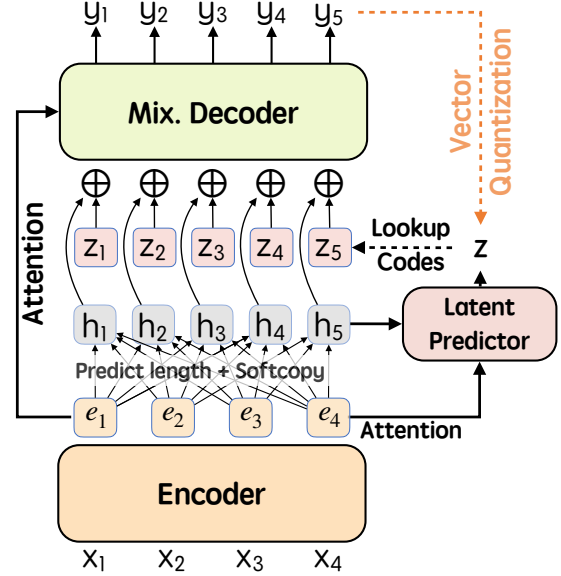 y₁ y₂ y₃ y₄ y₅
Mix. Decoder
Vector
Quantization
⊕ ⊕ ⊕ ⊕ ⊕
z₁ z₂ z₃ z₄ z₅
Lookup
Codes
z
Attention
h₁ h₂ h₃ h₄ h₅
Latent
Predictor
Predict length + Softcopy
e₁ e₂ e₃ e₄
Attention
Encoder
x₁ x₂ x₃ x₄